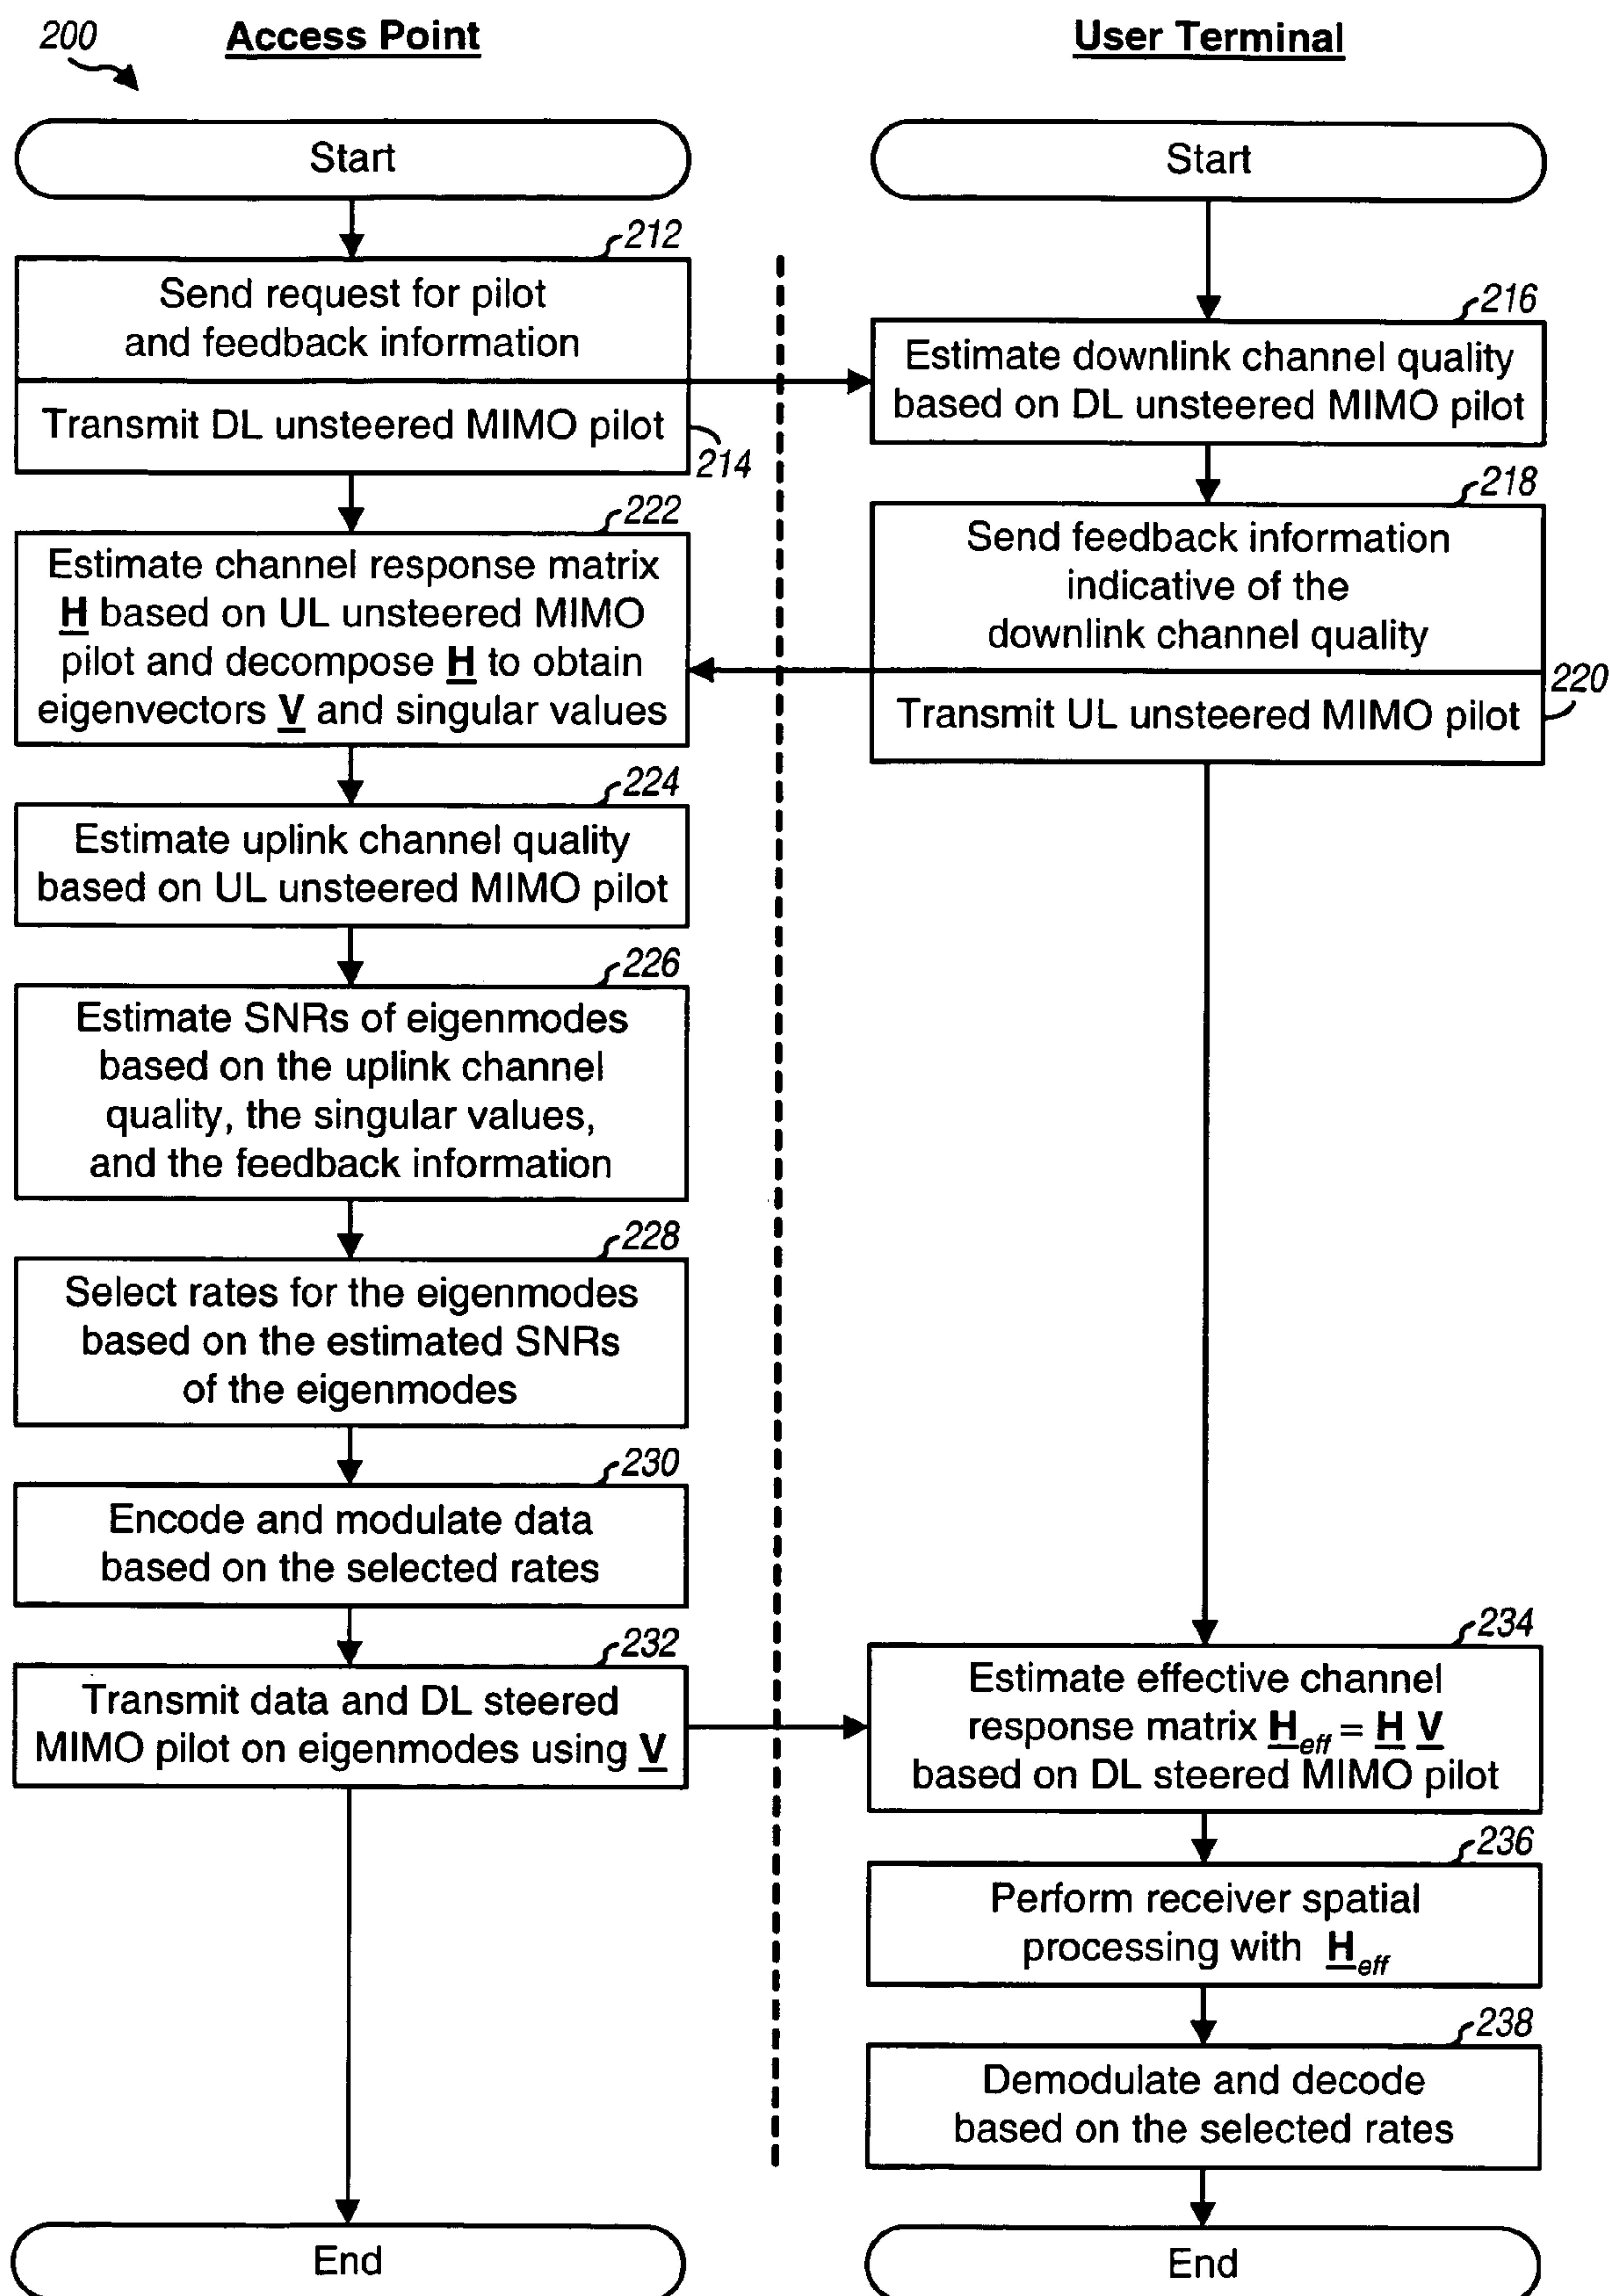 200
Access Point
User Terminal
Start
Start
212
Send request for pilot
and feedback information
Transmit DL unsteered MIMO pilot
214
216
Estimate downlink channel quality
based on DL unsteered MIMO pilot
218
Send feedback information
indicative of the
downlink channel quality
220
Transmit UL unsteered MIMO pilot
222
Estimate channel response matrix
H based on UL unsteered MIMO
pilot and decompose H to obtain
eigenvectors V and singular values
224
Estimate uplink channel quality
based on UL unsteered MIMO pilot
226
Estimate SNRs of eigenmodes
based on the uplink channel
quality, the singular values,
and the feedback information
228
Select rates for the eigenmodes
based on the estimated SNRs
of the eigenmodes
230
Encode and modulate data
based on the selected rates
232
Transmit data and DL steered
MIMO pilot on eigenmodes using V
234
Estimate effective channel
response matrix Heff = H V
based on DL steered MIMO pilot
236
Perform receiver spatial
processing with Heff
238
Demodulate and decode
based on the selected rates
End
End